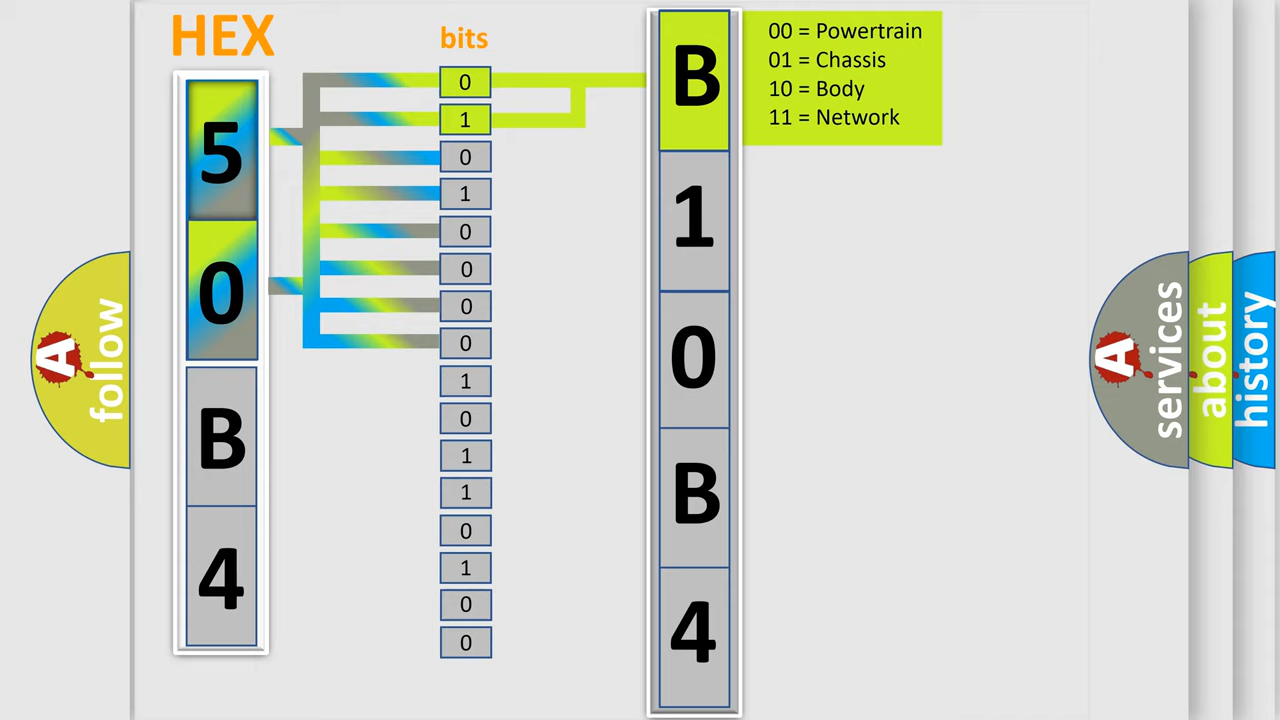 HEX
bits
5
0
B
4
0
1
0
1
0
0
0
0
1
0
1
1
0
1
0
0
B
1
0
B
4
00 = Powertrain
01 = Chassis
10 = Body
11 = Network
A follow
A services
about
history